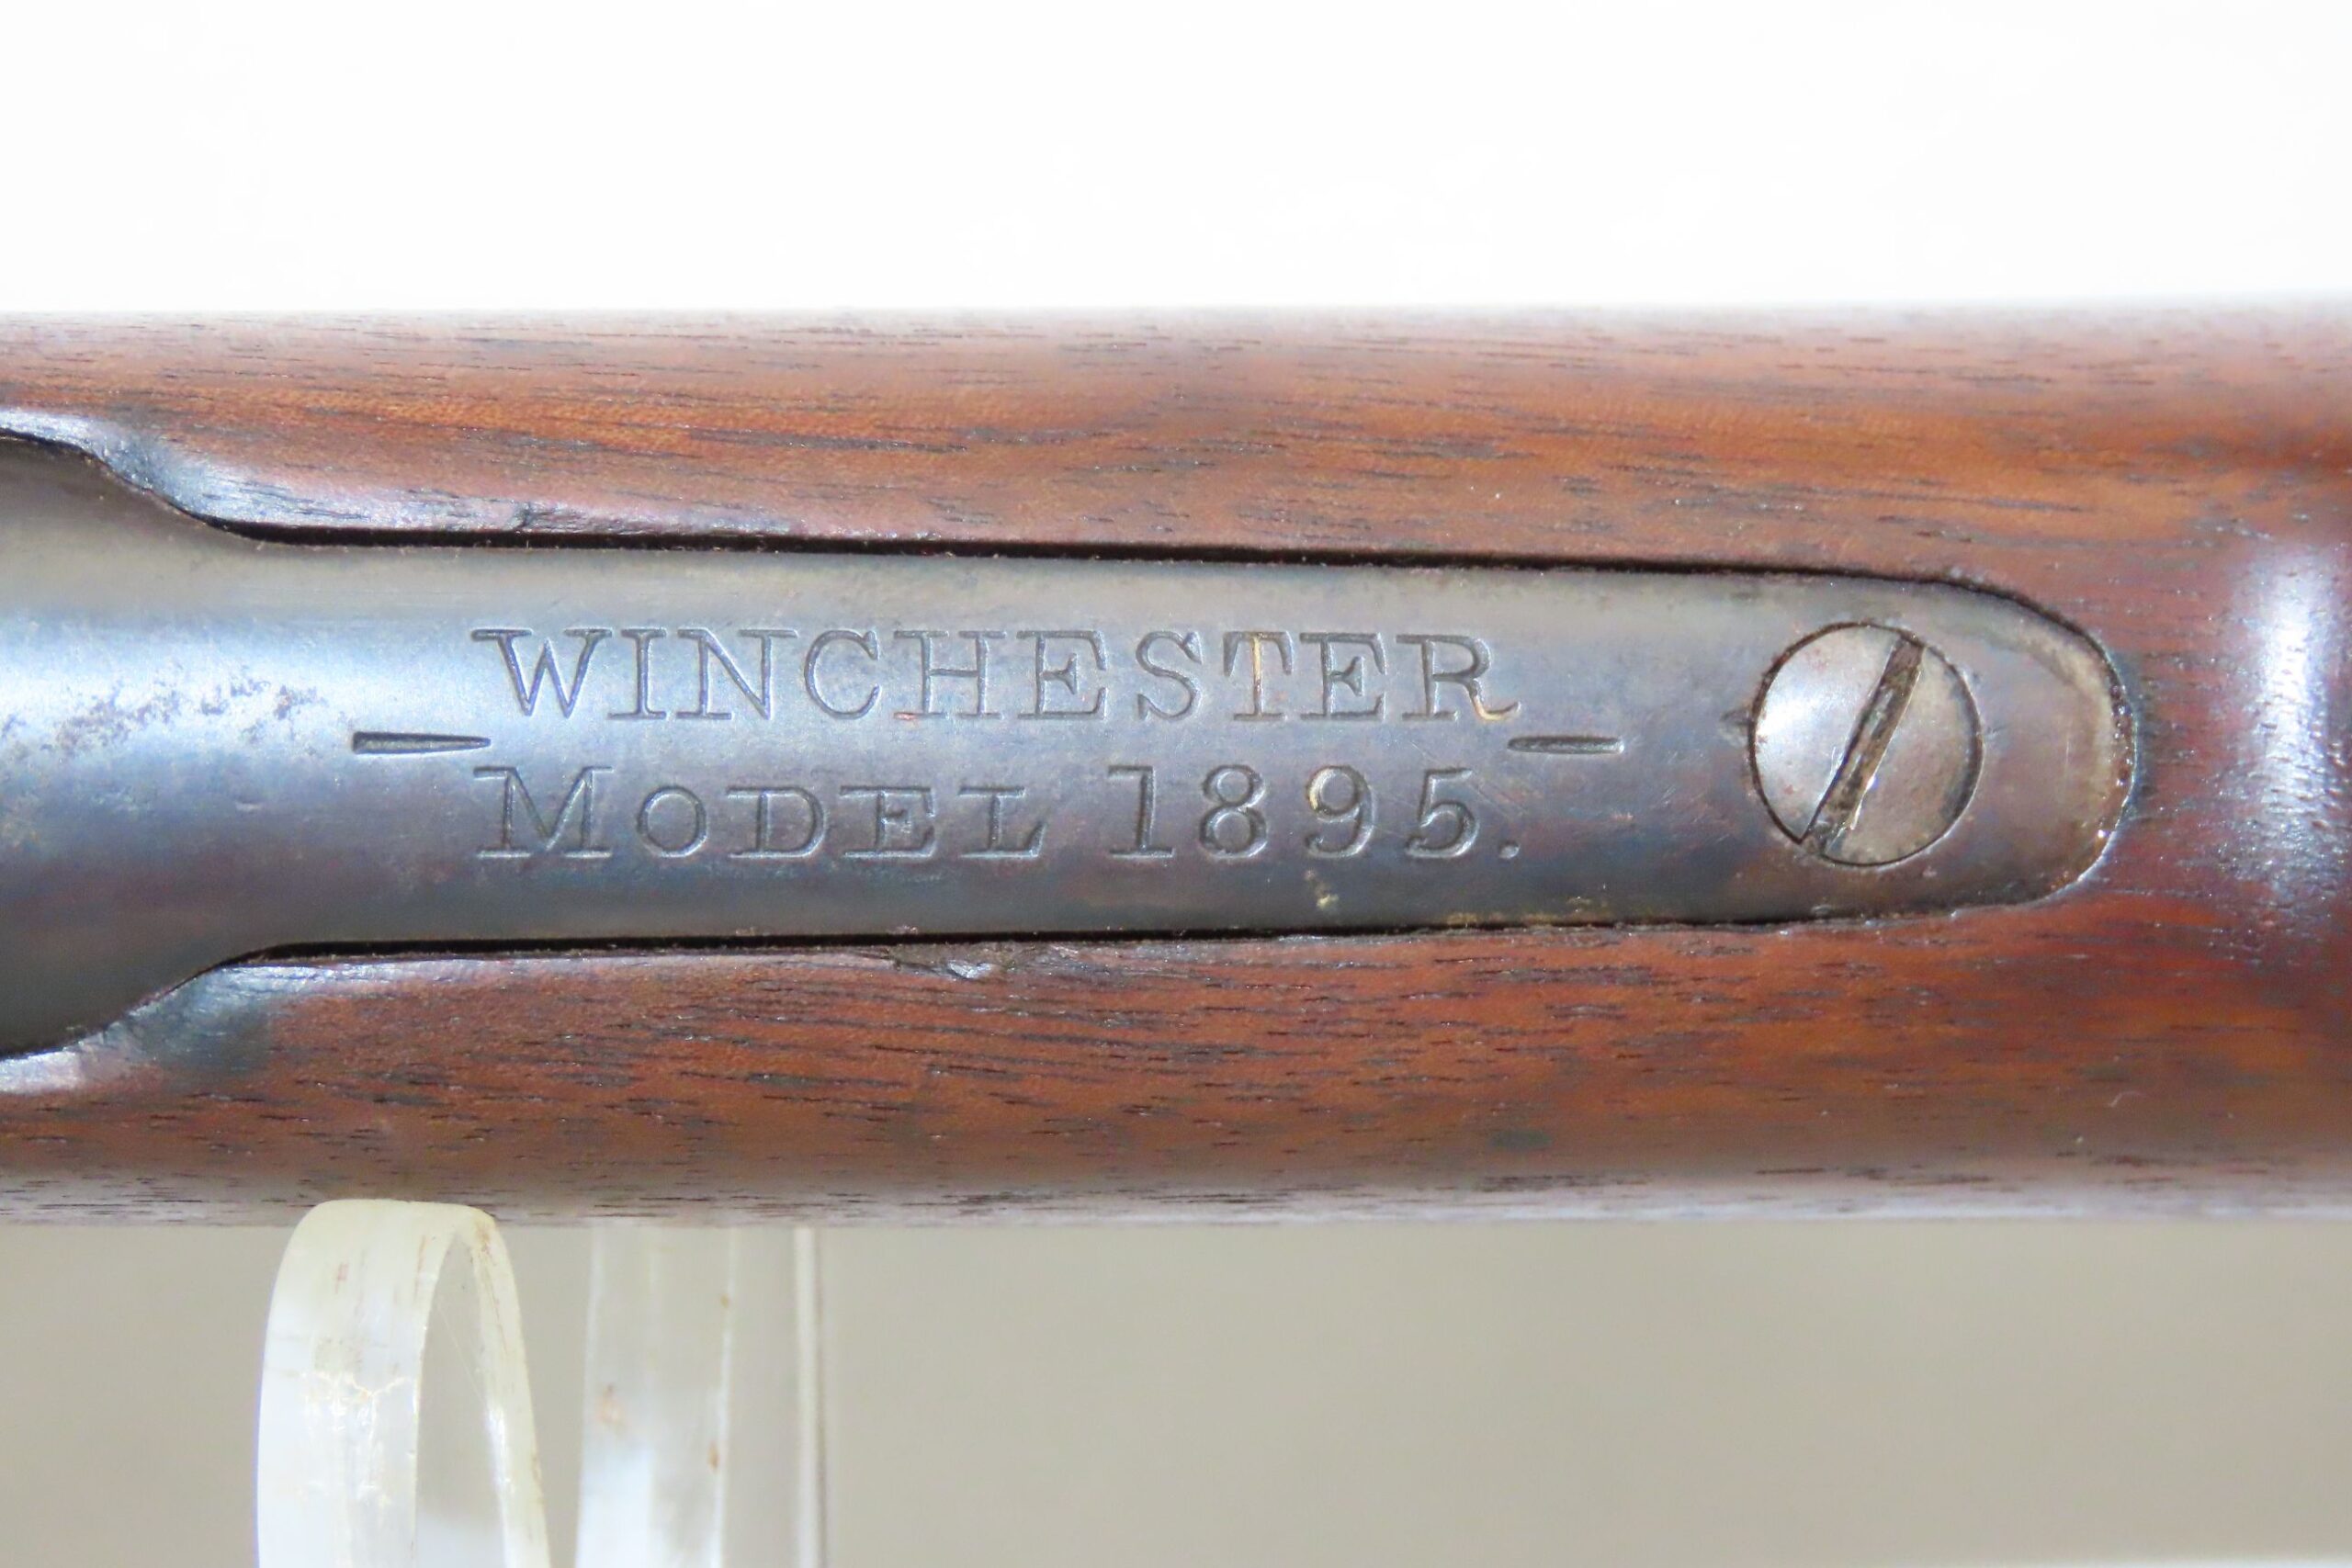 WINCHESTER
— MODEL 1895. —